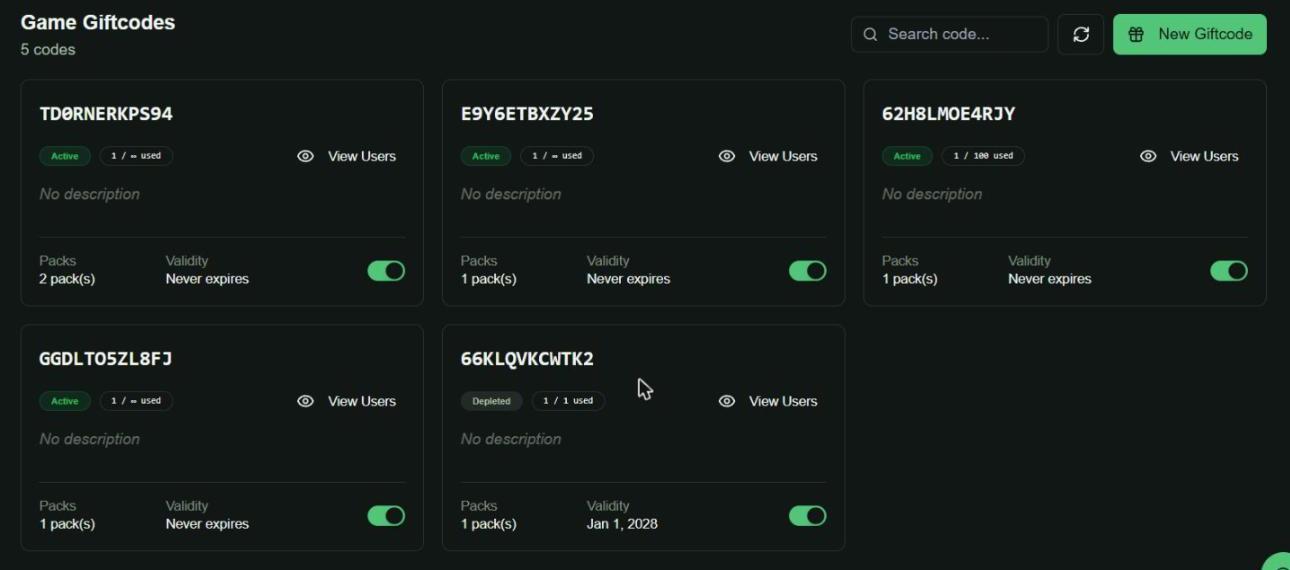 Game Giftcodes
5 codes
Search code...
New Giftcode
TD0RNERKPS94
Active
1 / ∞ used
View Users
No description
Packs
Validity
2 pack(s)
Never expires
E9Y6ETBXZY25
Active
1 / ∞ used
View Users
No description
Packs
Validity
1 pack(s)
Never expires
62H8LMOE4RJY
Active
1 / 100 used
View Users
No description
Packs
Validity
1 pack(s)
Never expires
GGDLTO5ZL8FJ
Active
1 / ∞ used
View Users
No description
Packs
Validity
1 pack(s)
Never expires
66KLQVKCWTK2
Depleted
1 / 1 used
View Users
No description
Packs
Validity
1 pack(s)
Jan 1, 2028